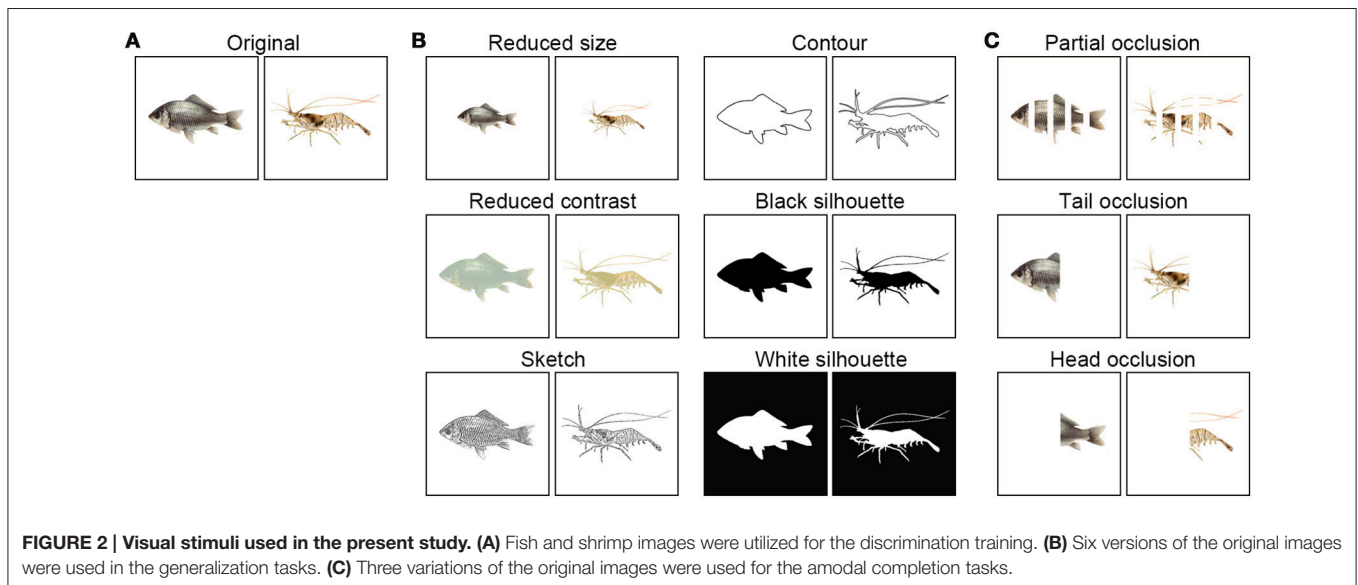 A
Original
B
Reduced size
Contour
C
Partial occlusion
Reduced contrast
Black silhouette
Tail occlusion
Sketch
White silhouette
Head occlusion
FIGURE 2 | Visual stimuli used in the present study. (A) Fish and shrimp images were utilized for the discrimination training. (B) Six versions of the original images
were used in the generalization tasks. (C) Three variations of the original images were used for the amodal completion tasks.